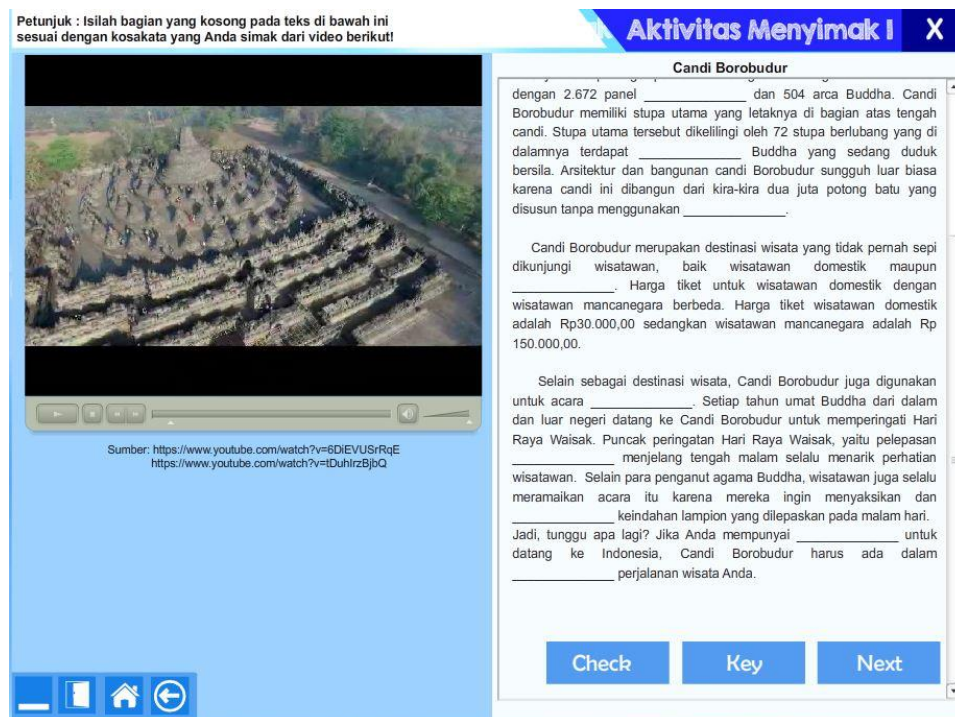 Petunjuk : Isilah bagian yang kosong pada teks di bawah ini
sesuai dengan kosakata yang Anda simak dari video berikut!
Aktivitas Menyimak I
X
Candi Borobudur
dengan 2.672 panel ______________ dan 504 arca Buddha. Candi
Borobudur memiliki stupa utama yang letaknya di bagian atas tengah
candi. Stupa utama tersebut dikelilingi oleh 72 stupa berlubang yang di
dalamnya terdapat ______________ Buddha yang sedang duduk
bersila. Arsitektur dan bangunan candi Borobudur sungguh luar biasa
karena candi ini dibangun dari kira-kira dua juta potong batu yang
disusun tanpa menggunakan ______________.
Candi Borobudur merupakan destinasi wisata yang tidak pernah sepi
dikunjungi wisatawan, baik wisatawan domestik maupun
______________. Harga tiket untuk wisatawan domestik dengan
wisatawan mancanegara berbeda. Harga tiket wisatawan domestik
adalah Rp30.000,00 sedangkan wisatawan mancanegara adalah Rp
150.000,00.
Selain sebagai destinasi wisata, Candi Borobudur juga digunakan
untuk acara ______________. Setiap tahun umat Buddha dari dalam
dan luar negeri datang ke Candi Borobudur untuk memperingati Hari
Raya Waisak. Puncak peringatan Hari Raya Waisak, yaitu pelepasan
______________ menjelang tengah malam selalu menarik perhatian
wisatawan. Selain para penganut agama Buddha, wisatawan juga selalu
meramaikan acara itu karena mereka ingin menyaksikan dan
______________ keindahan lampion yang dilepaskan pada malam hari.
Jadi, tunggu apa lagi? Jika Anda mempunyai ______________ untuk
datang ke Indonesia, Candi Borobudur harus ada dalam
______________ perjalanan wisata Anda.
Sumber: https://www.youtube.com/watch?v=6DiEVUSrRqE
https://www.youtube.com/watch?v=tDuhIrzBjbQ
Check
Key
Next